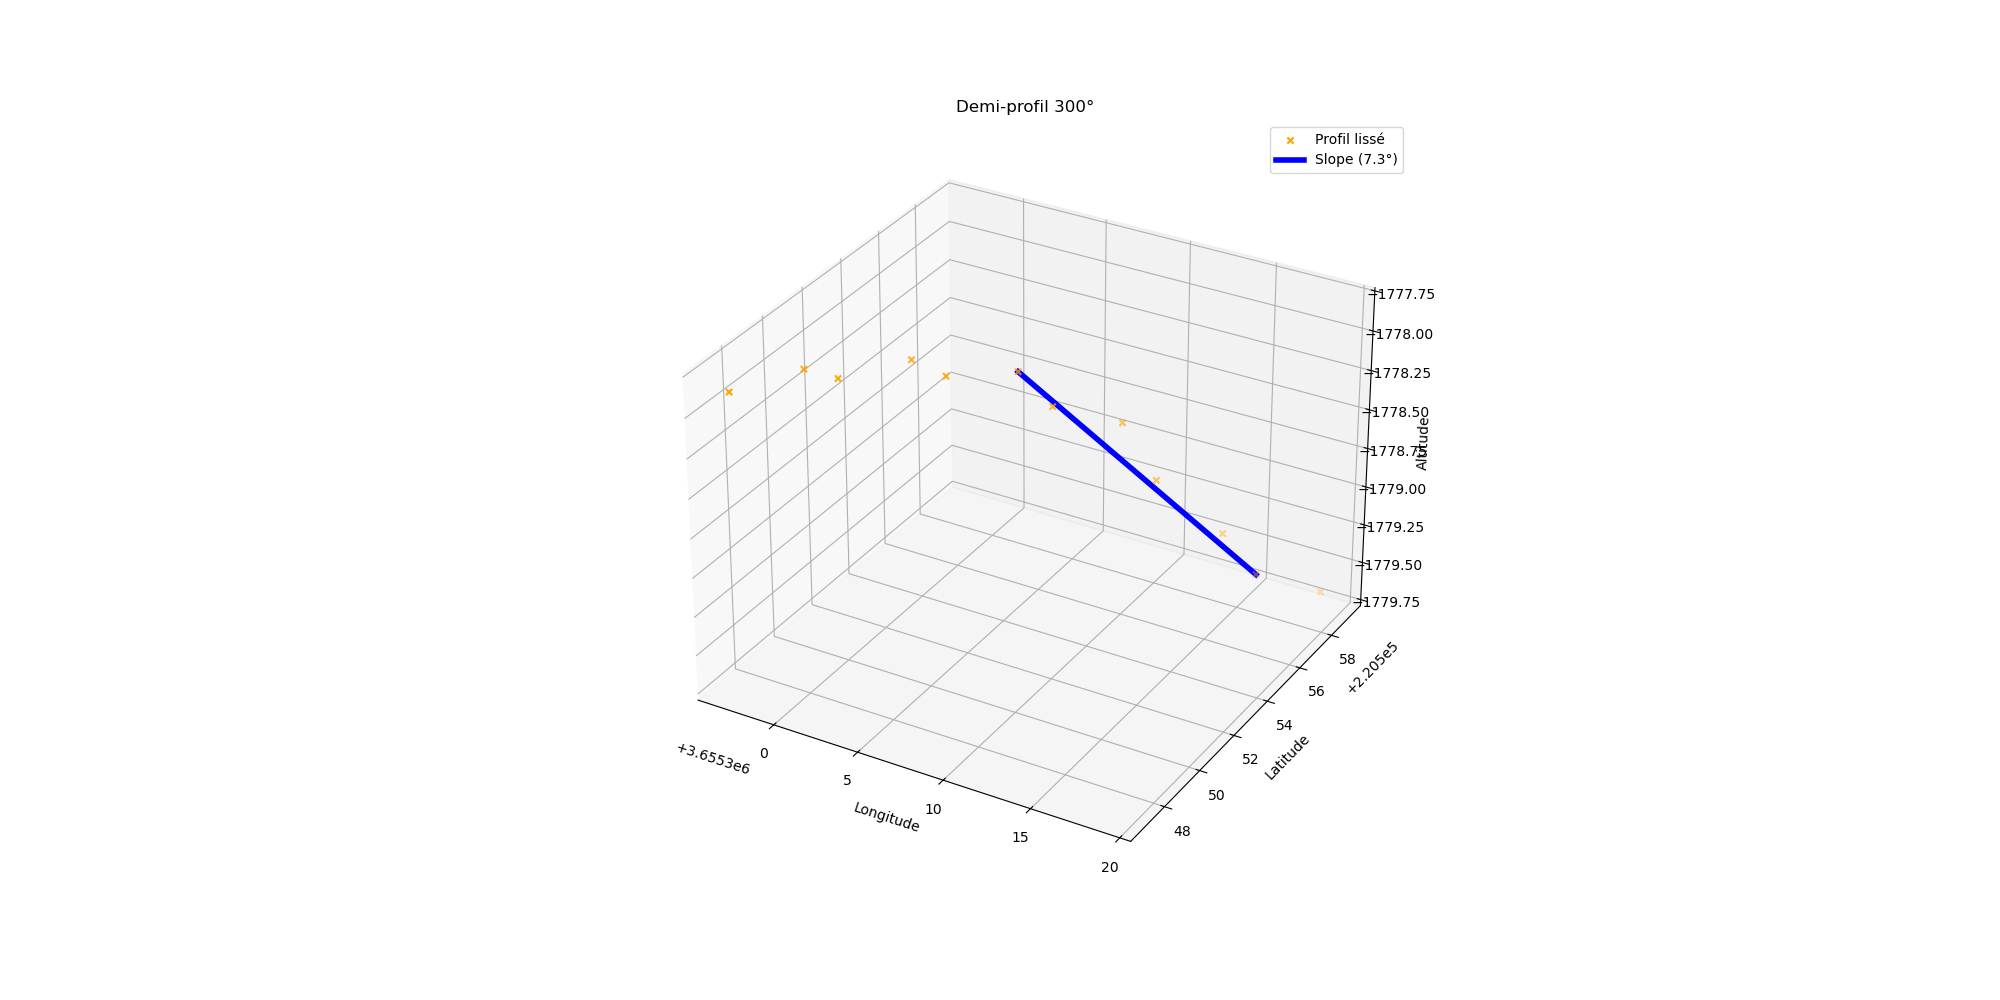 Demi-profil 300°
Profil lissé
Slope (7.3°)
−1777.75
−1778.00
−1778.25
−1778.50
−1778.75
−1779.00
−1779.25
−1779.50
−1779.75
Altitude
58
56
54
52
50
48
+2.205e5
Latitude
0
5
10
15
20
+3.6553e6
Longitude